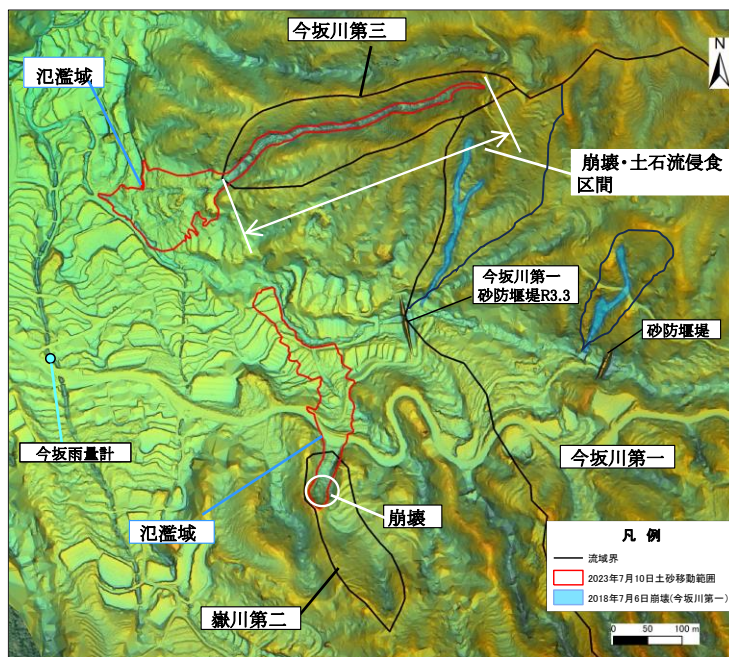 今坂川第三
N
氾濫域
崩壊・土石流侵食
区間
今坂川第一
砂防堰堤R3.3
砂防堰堤
今坂雨量計
今坂川第一
氾濫域
崩壊
嶽川第二
凡 例
流域界
2023年7月10日土砂移動範囲
2018年7月6日崩壊(今坂川第一)
0 50 100 m